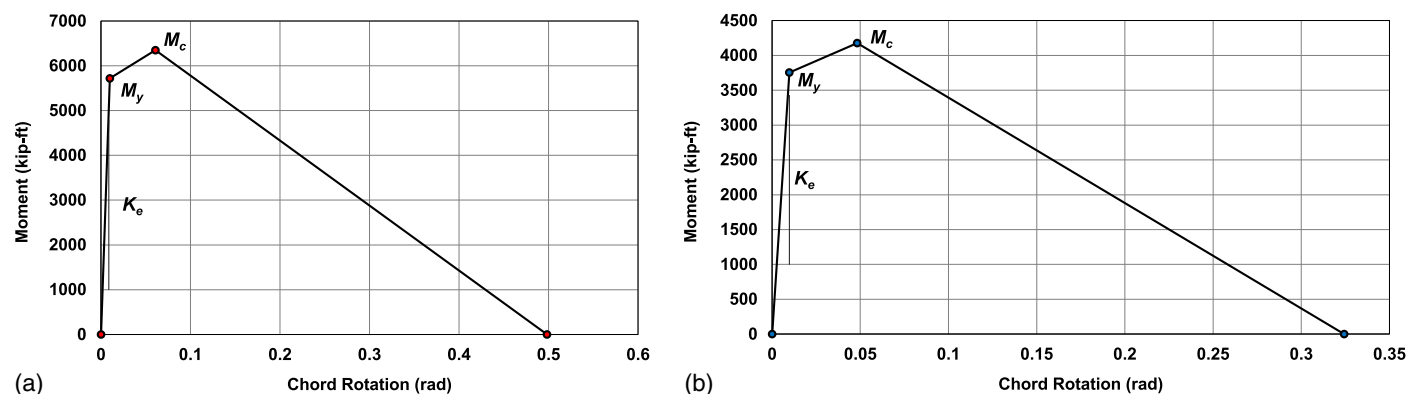 7000
6000
5000
4000
3000
2000
1000
0
Moment (kip-ft)
Mc
My
Ke
0 0.1 0.2 0.3 0.4 0.5 0.6
Chord Rotation (rad)
(a)
4500
4000
3500
3000
2500
2000
1500
1000
500
0
Moment (kip-ft)
Mc
My
Ke
0 0.05 0.1 0.15 0.2 0.25 0.3 0.35
Chord Rotation (rad)
(b)